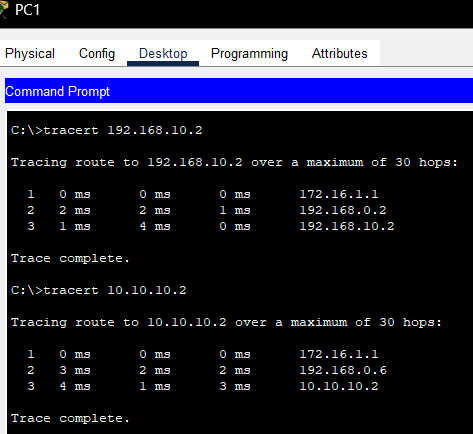 PC1
Physical Config Desktop Programming Attributes
Command Prompt
C:\>tracert 192.168.10.2
Tracing route to 192.168.10.2 over a maximum of 30 hops:
1 0 ms 0 ms 0 ms 172.16.1.1
2 2 ms 2 ms 1 ms 192.168.0.2
3 1 ms 4 ms 0 ms 192.168.10.2
Trace complete.
C:\>tracert 10.10.10.2
Tracing route to 10.10.10.2 over a maximum of 30 hops:
1 0 ms 0 ms 0 ms 172.16.1.1
2 3 ms 2 ms 2 ms 192.168.0.6
3 4 ms 1 ms 3 ms 10.10.10.2
Trace complete.